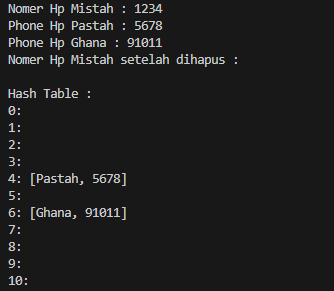 Nomer Hp Mistah : 1234
Phone Hp Pastah : 5678
Phone Hp Ghana : 91011
Nomer Hp Mistah setelah dihapus :
Hash Table :
0:
1:
2:
3:
4: [Pastah, 5678]
5:
6: [Ghana, 91011]
7:
8:
9:
10: